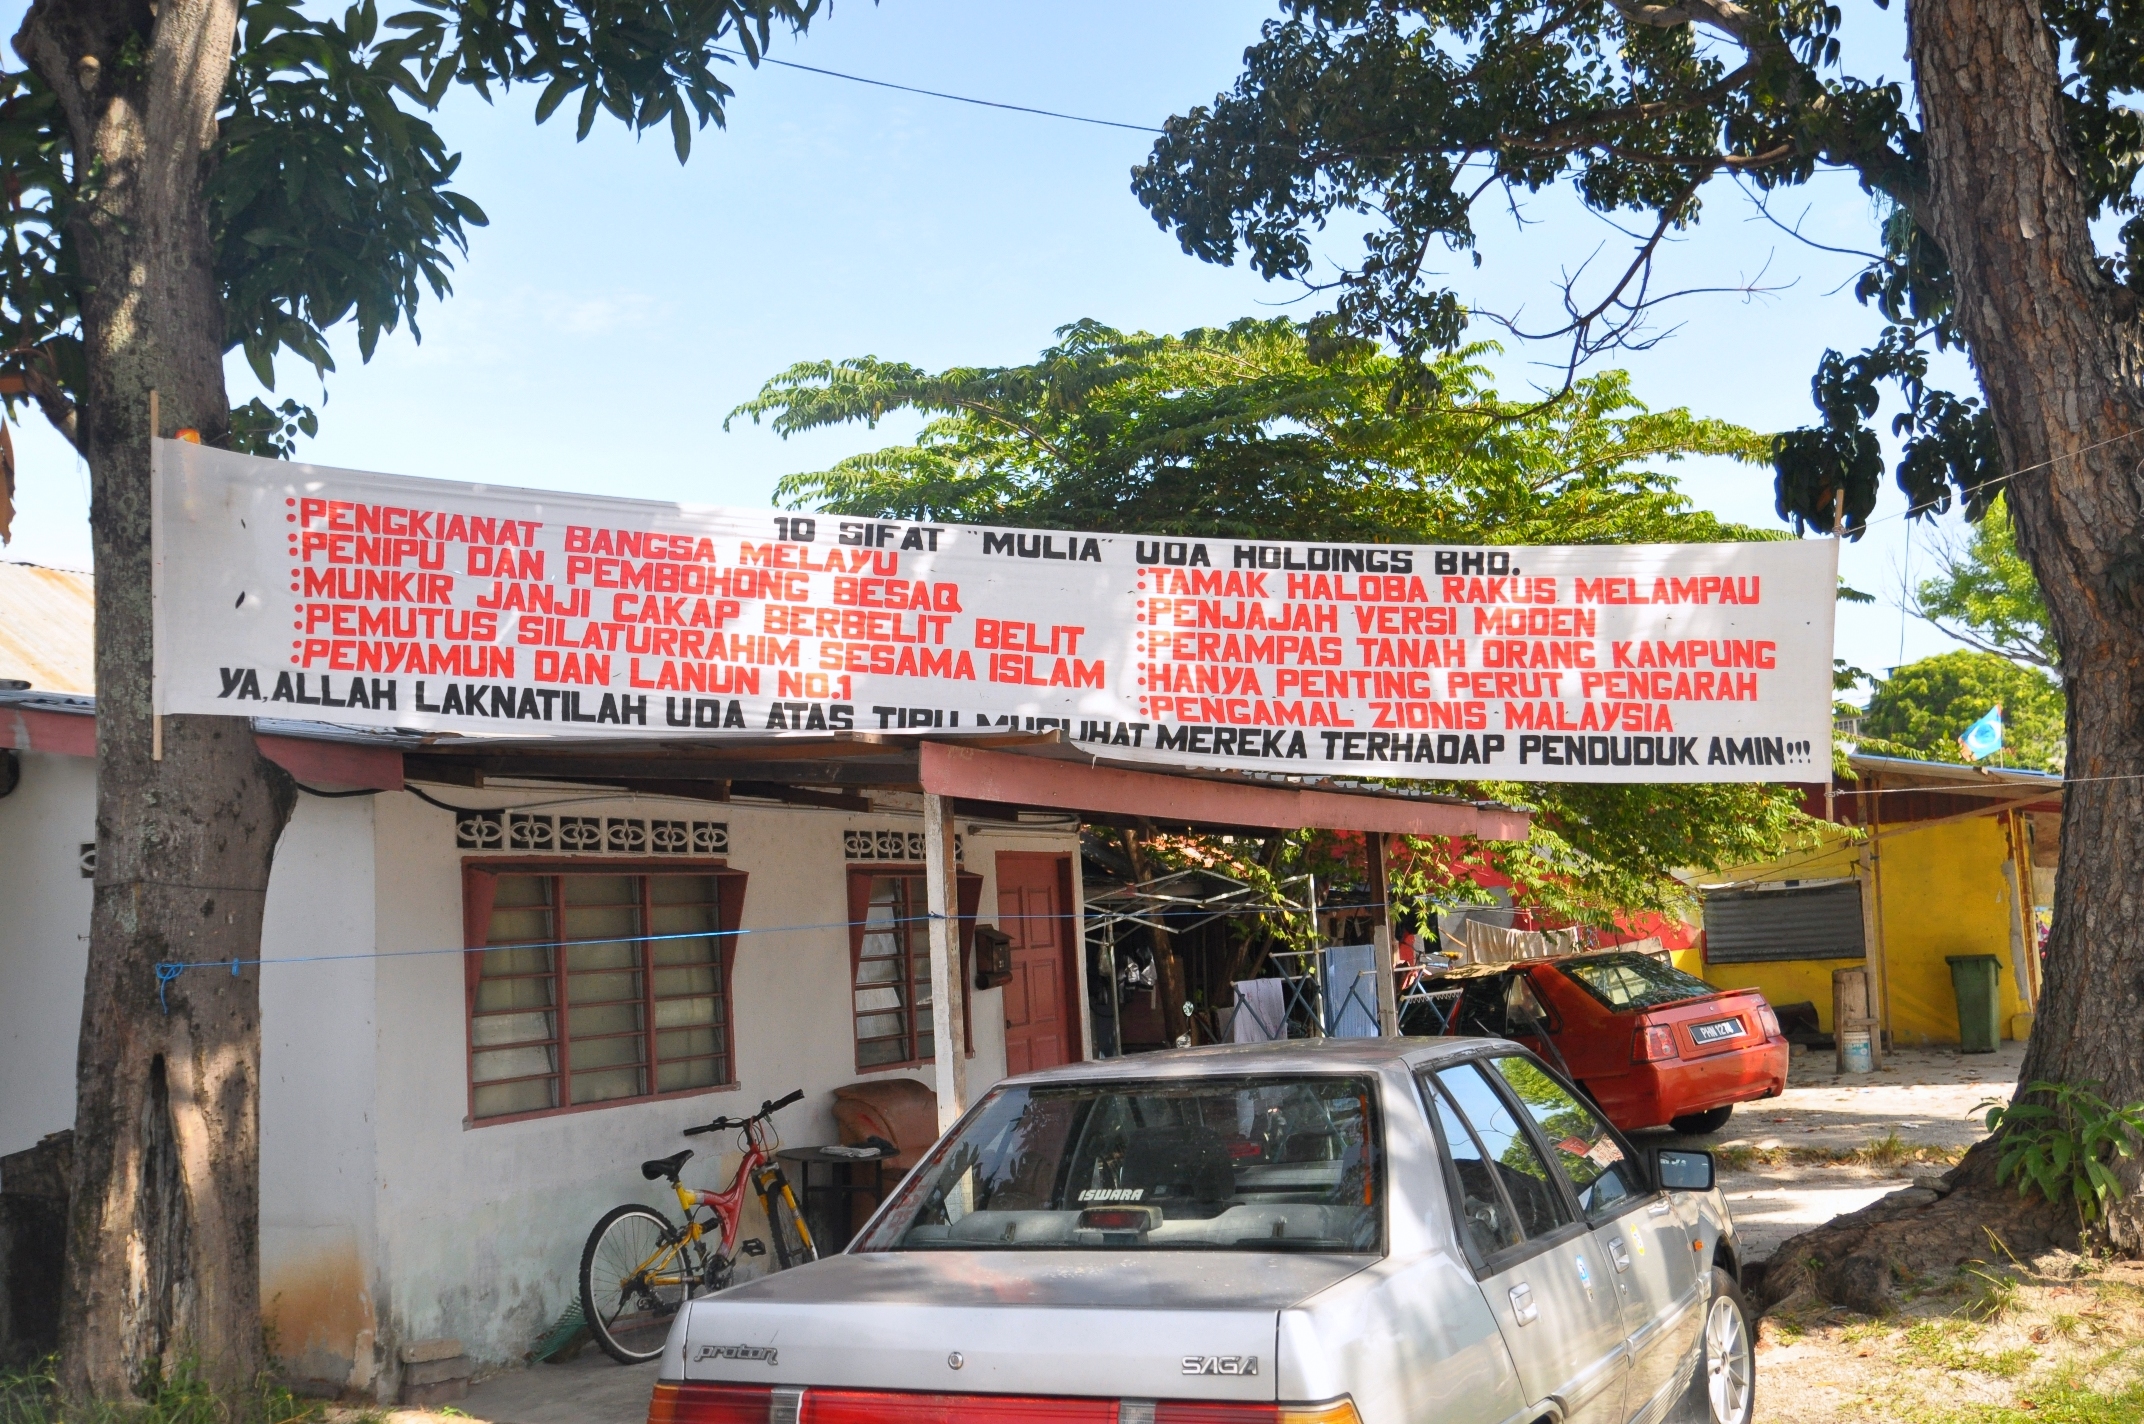 10 SIFAT "MULIA" UDA HOLDINGS BHD.
:PENGKIANAT BANGSA MELAYU
:PENIPU DAN PEMBOHONG BESAQ
:MUNKIR JANJI CAKAP BERBELIT BELIT
:PEMUTUS SILATURRAHIM SESAMA ISLAM
:PENYAMUN DAN LANUN NO.1
:TAMAK HALOBA RAKUS MELAMPAU
:PENJAJAH VERSI MODEN
:PERAMPAS TANAH ORANG KAMPUNG
:HANYA PENTING PERUT PENGARAH
:PENGAMAL ZIONIS MALAYSIA
YA, ALLAH LAKNATILAH UDA ATAS TIPU MUSLIHAT MEREKA TERHADAP PENDUDUK AMIN!!!
ISWARA
proton
SAGA